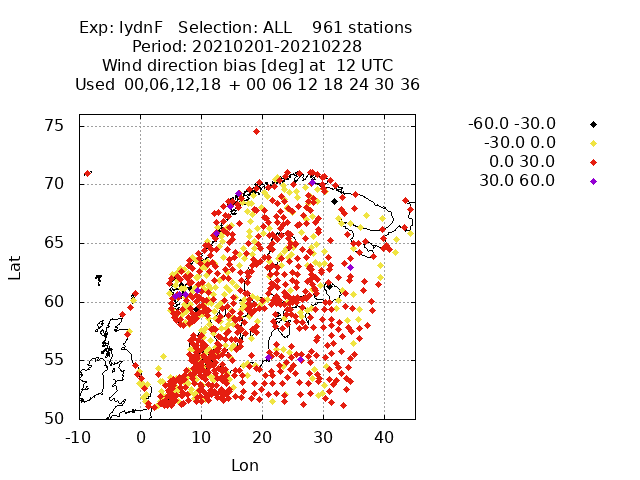 Exp: lydnF   Selection: ALL    961 stations
Period: 20210201-20210228
Wind direction bias [deg] at  12 UTC
Used  00,06,12,18  + 00 06 12 18 24 30 36
-60.0 -30.0
-30.0 0.0
0.0 30.0
30.0 60.0
75
70
65
60
55
50
Lat
-10 0 10 20 30 40
Lon